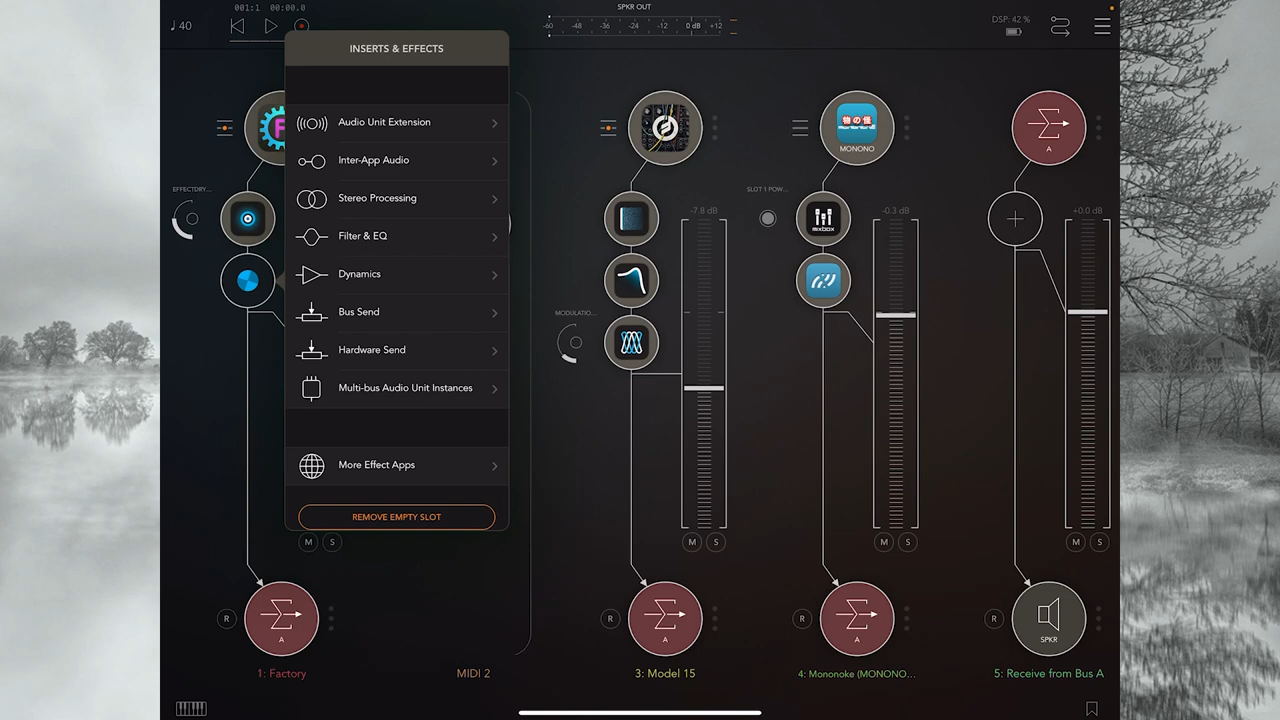 001:1 00:00.0
SPKR OUT
♩ 40
-60 -48 -36 -24 -12 0 dB +12
DSP: 42 %
INSERTS & EFFECTS
Audio Unit Extension
Inter-App Audio
Stereo Processing
Filter & EQ
Dynamics
Bus Send
Hardware Send
Multi-bus Audio Unit Instances
More Effect Apps
REMOVE EMPTY SLOT
F
物の怪
MONONO
A
EFFECTDRY...
SLOT 1 POW...
mixbox
-7.8 dB
-0.3 dB
+0.0 dB
MODULATIO...
M S
M S
M S
M S
R
A
R
A
R
A
R
SPKR
1: Factory
MIDI 2
3: Model 15
4: Mononoke (MONONO...
5: Receive from Bus A